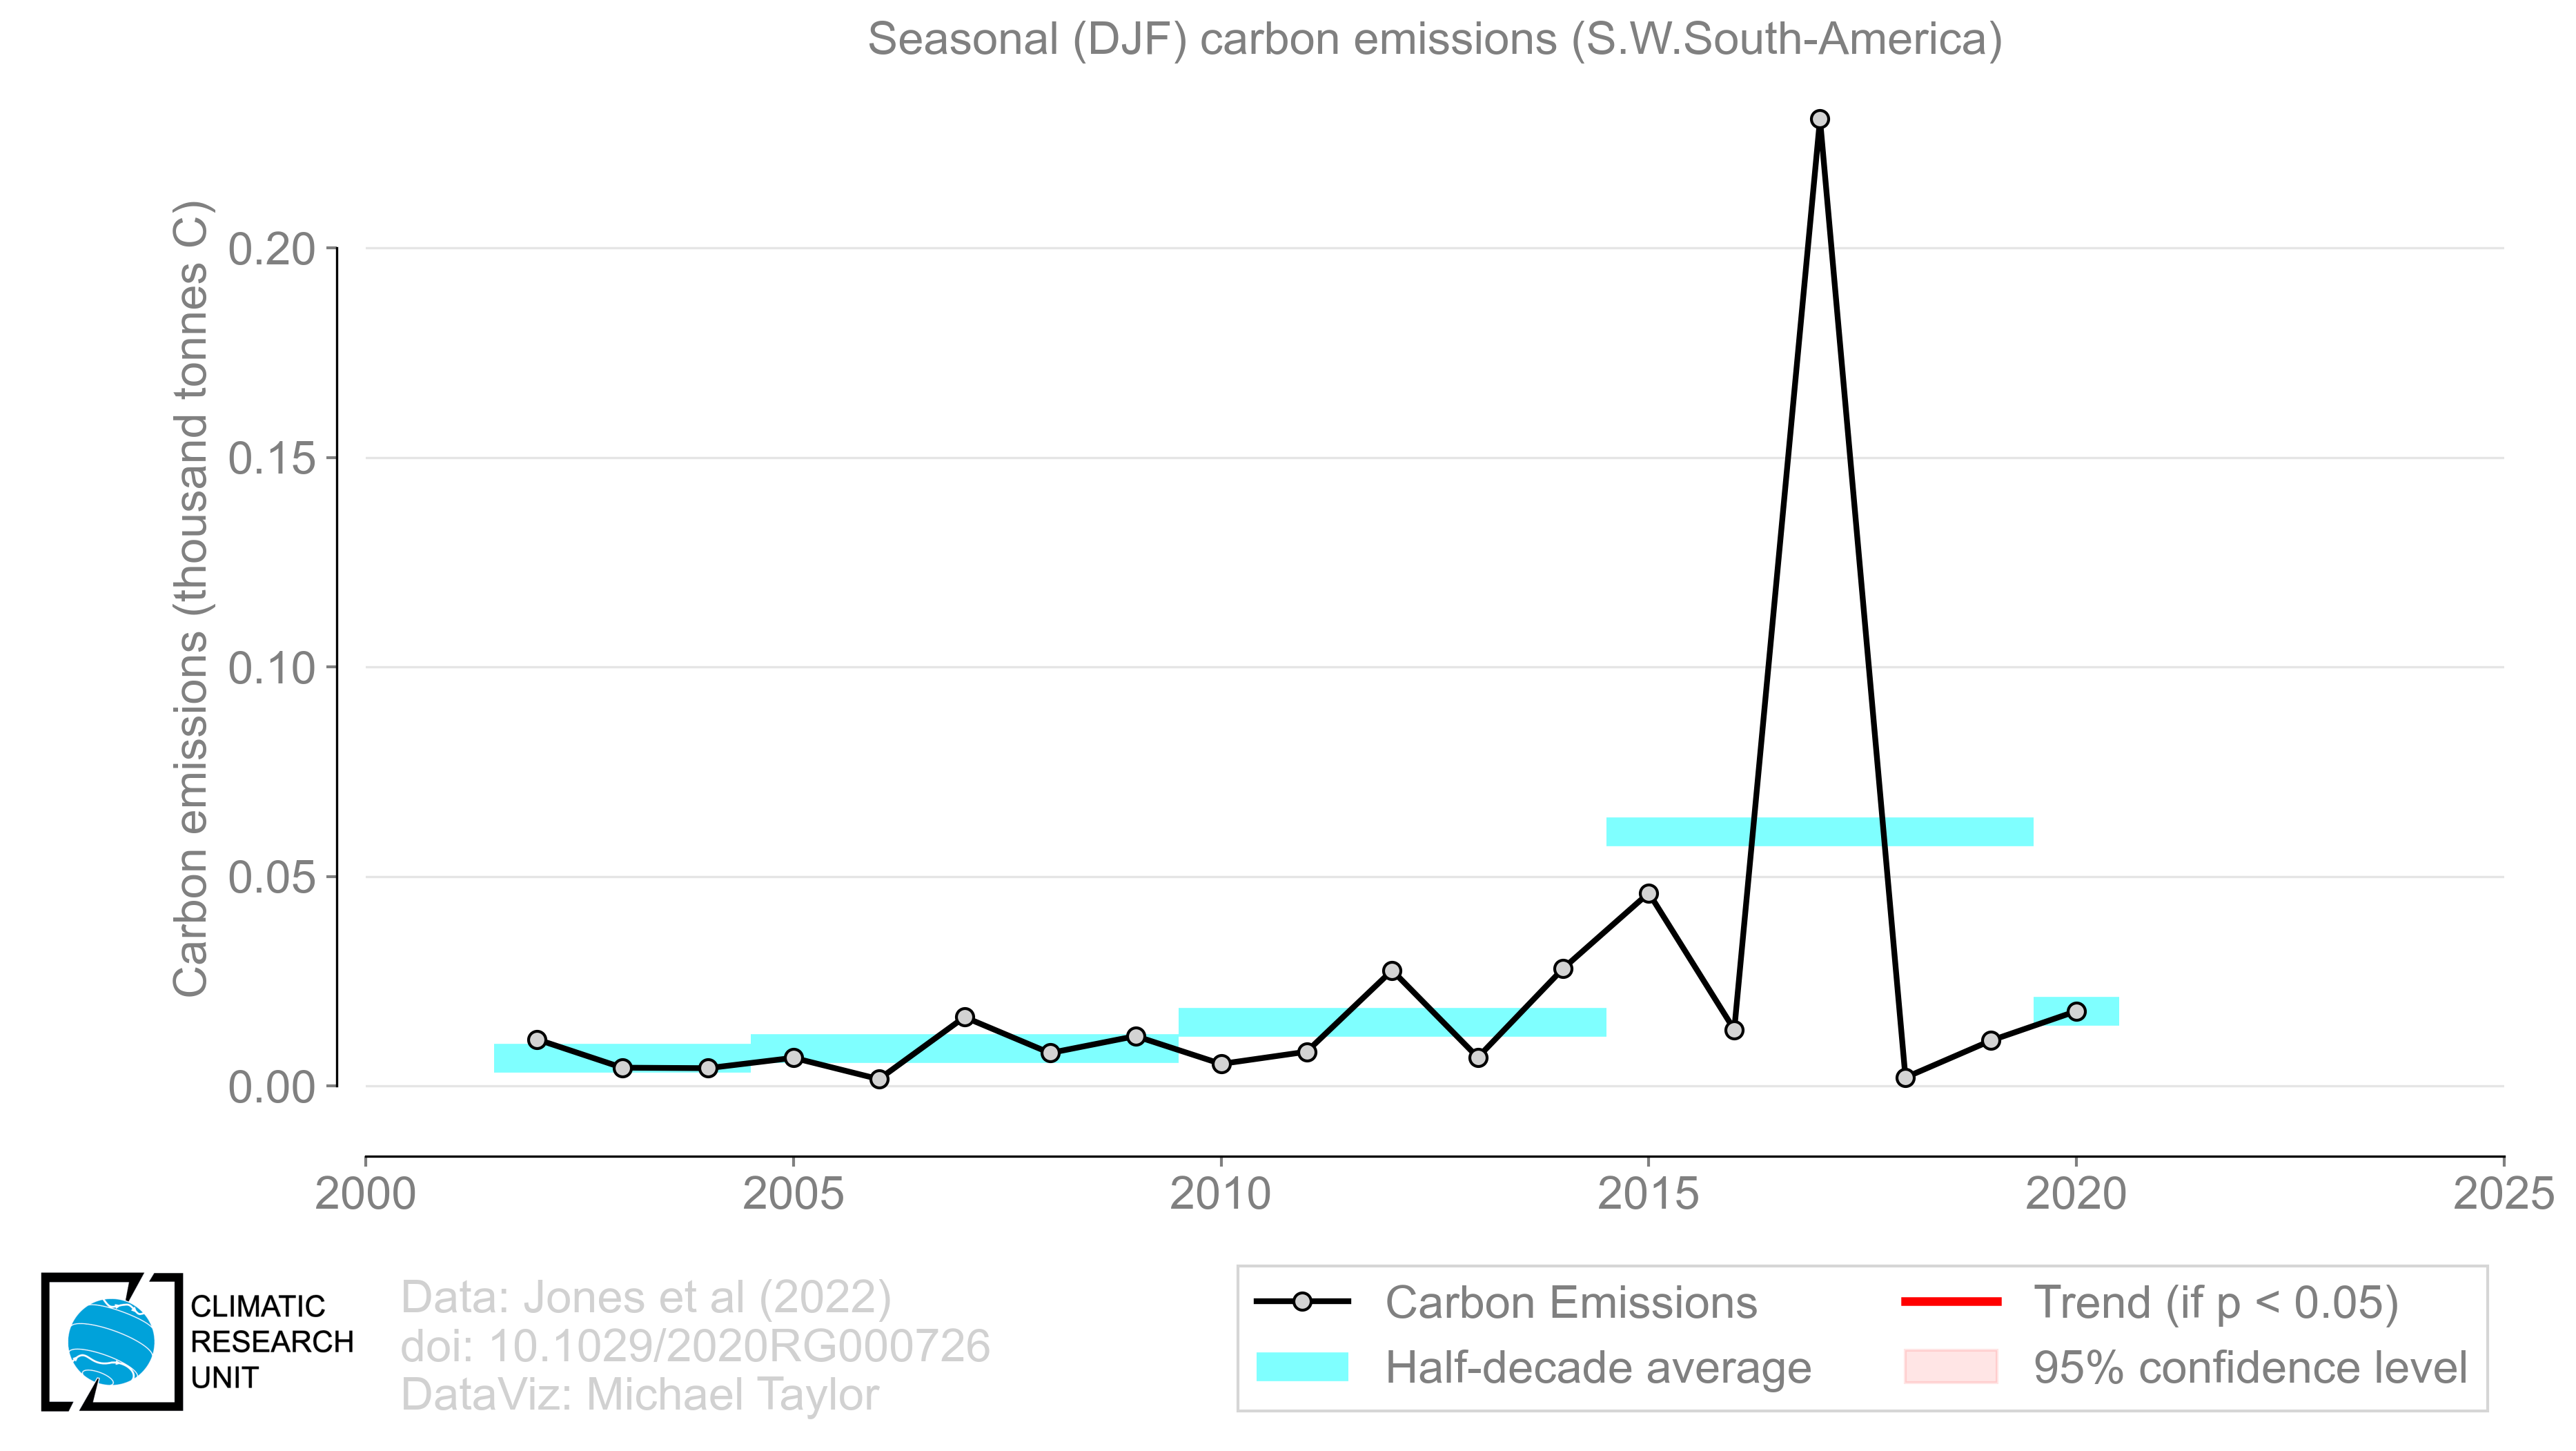 Seasonal (DJF) carbon emissions (S.W.South-America)
Carbon emissions (thousand tonnes C)
0.20
0.15
0.10
0.05
0.00
2000 2005 2010 2015 2020 2025
CLIMATIC
RESEARCH
UNIT
Data: Jones et al (2022)
doi: 10.1029/2020RG000726
DataViz: Michael Taylor
Carbon Emissions
Half-decade average
Trend (if p < 0.05)
95% confidence level